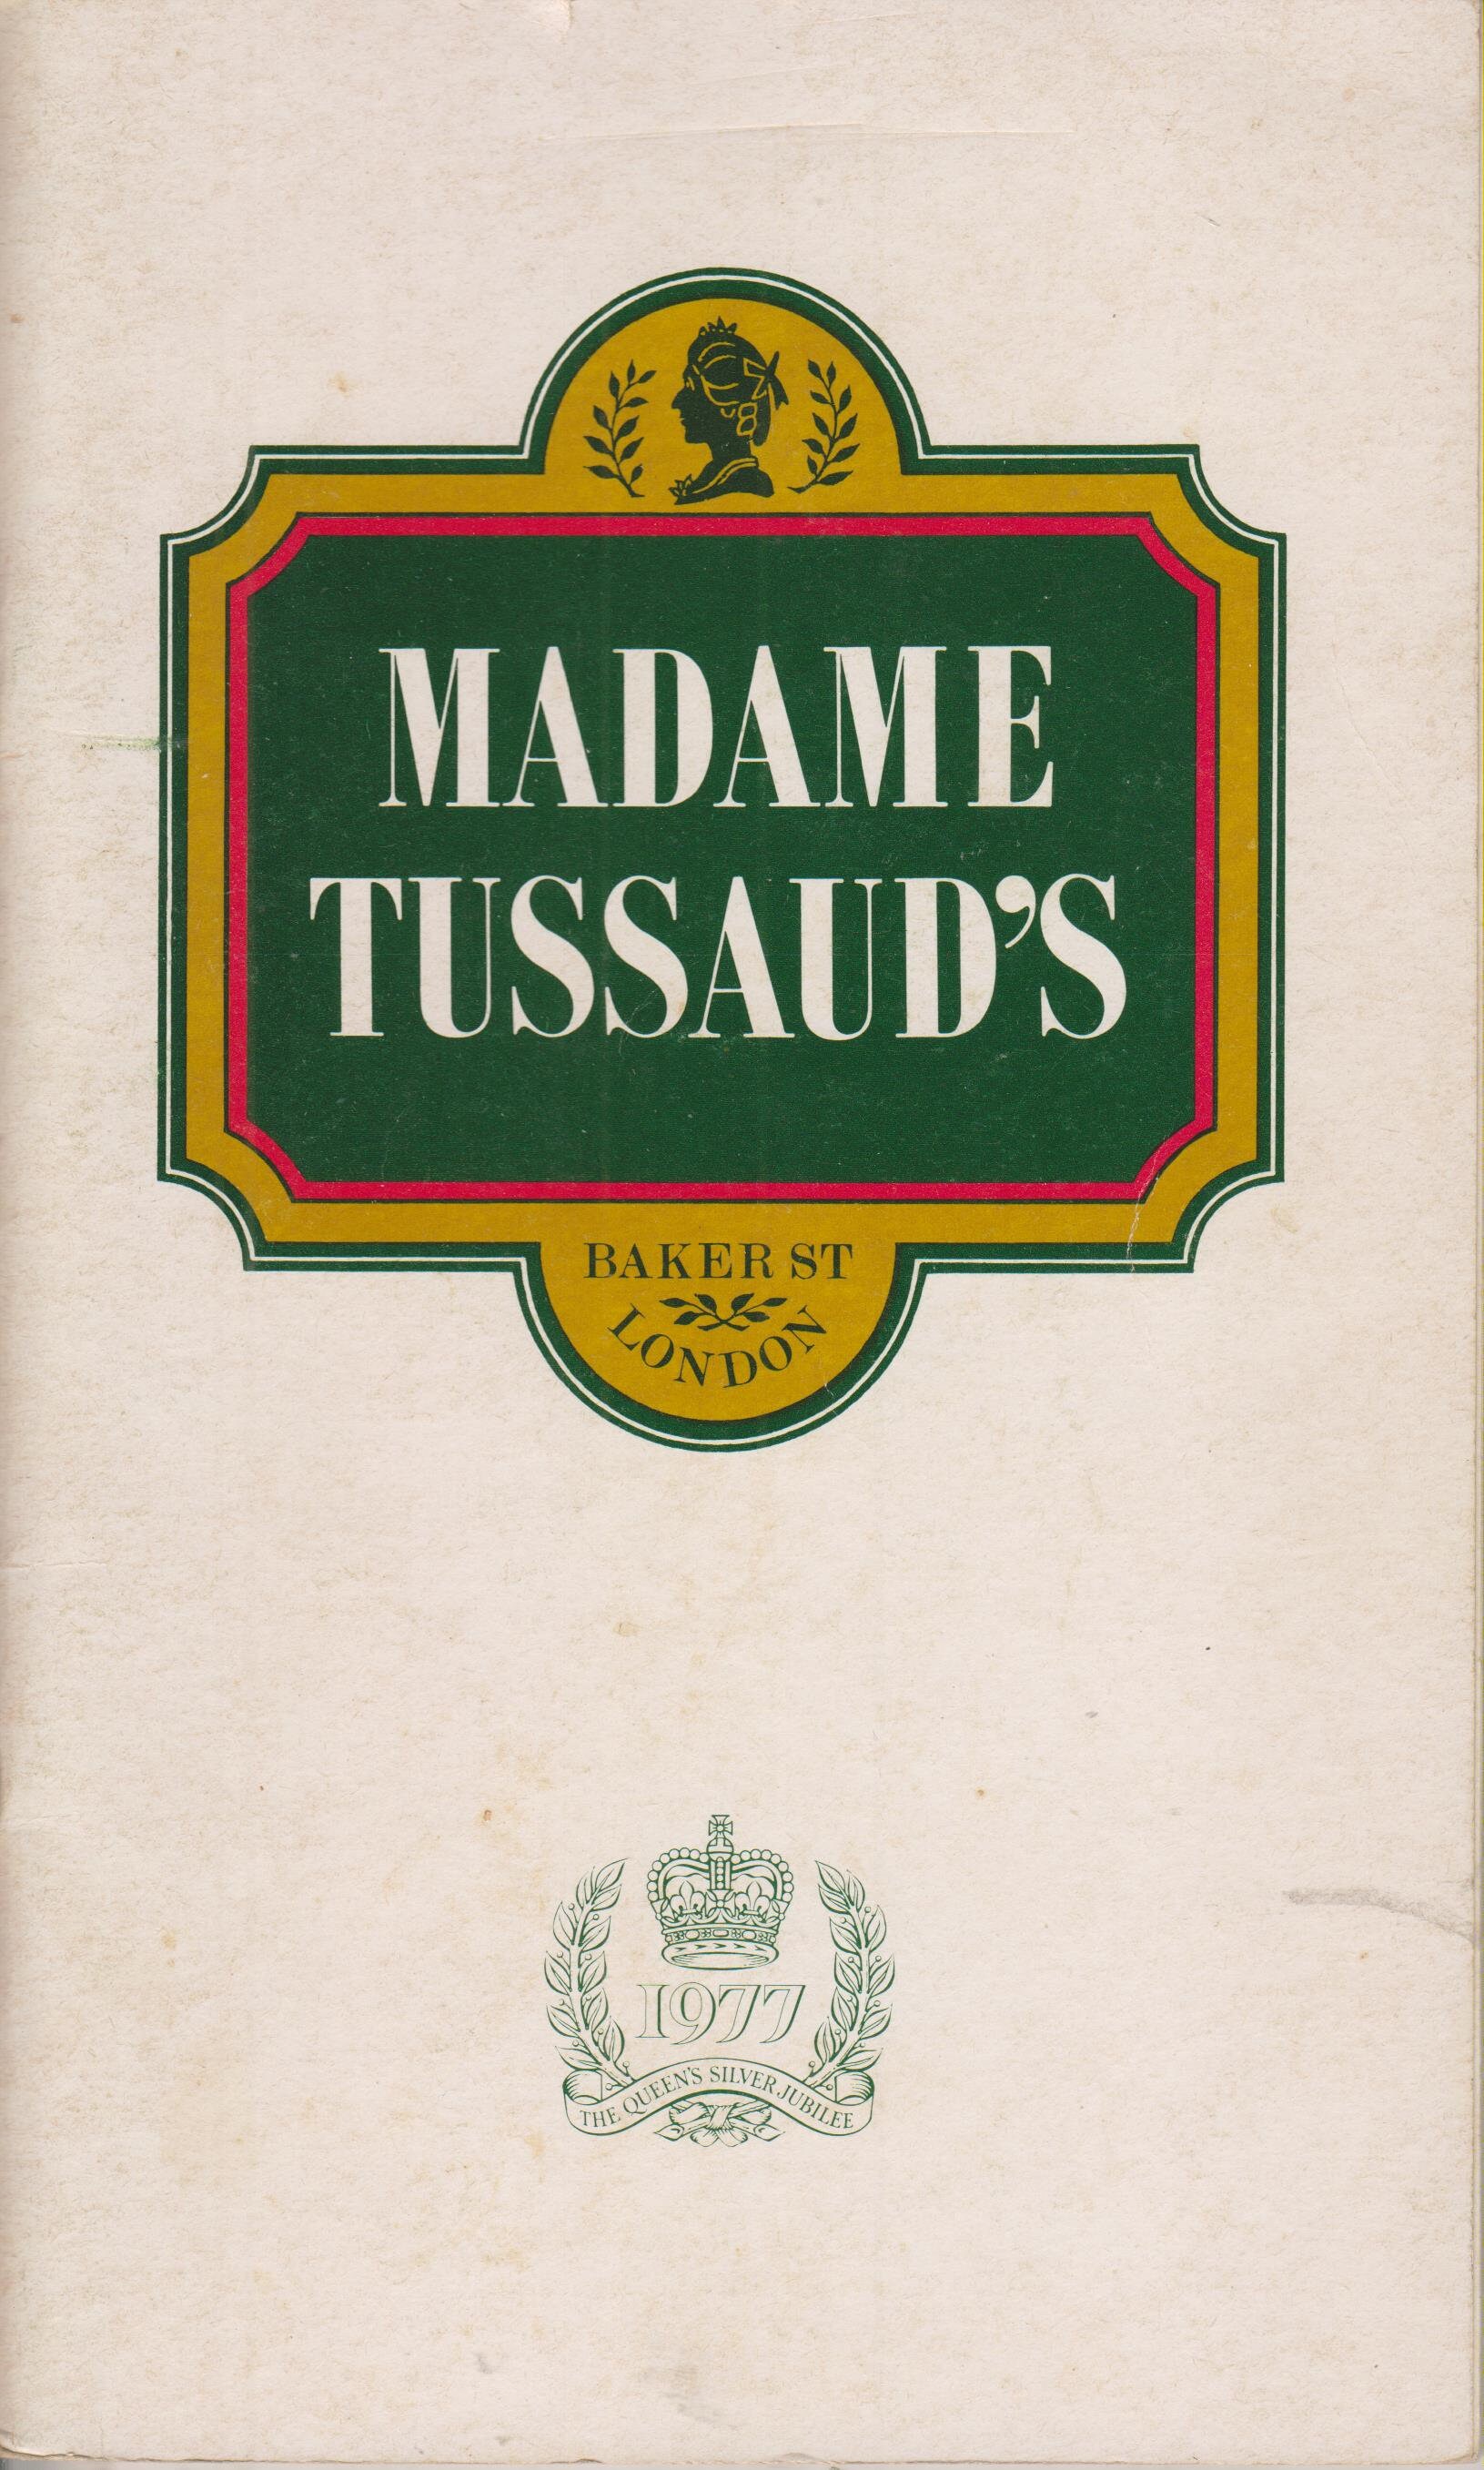 MADAME
TUSSAUD'S
BAKER ST
LONDON
1977
THE QUEEN'S SILVER JUBILEE